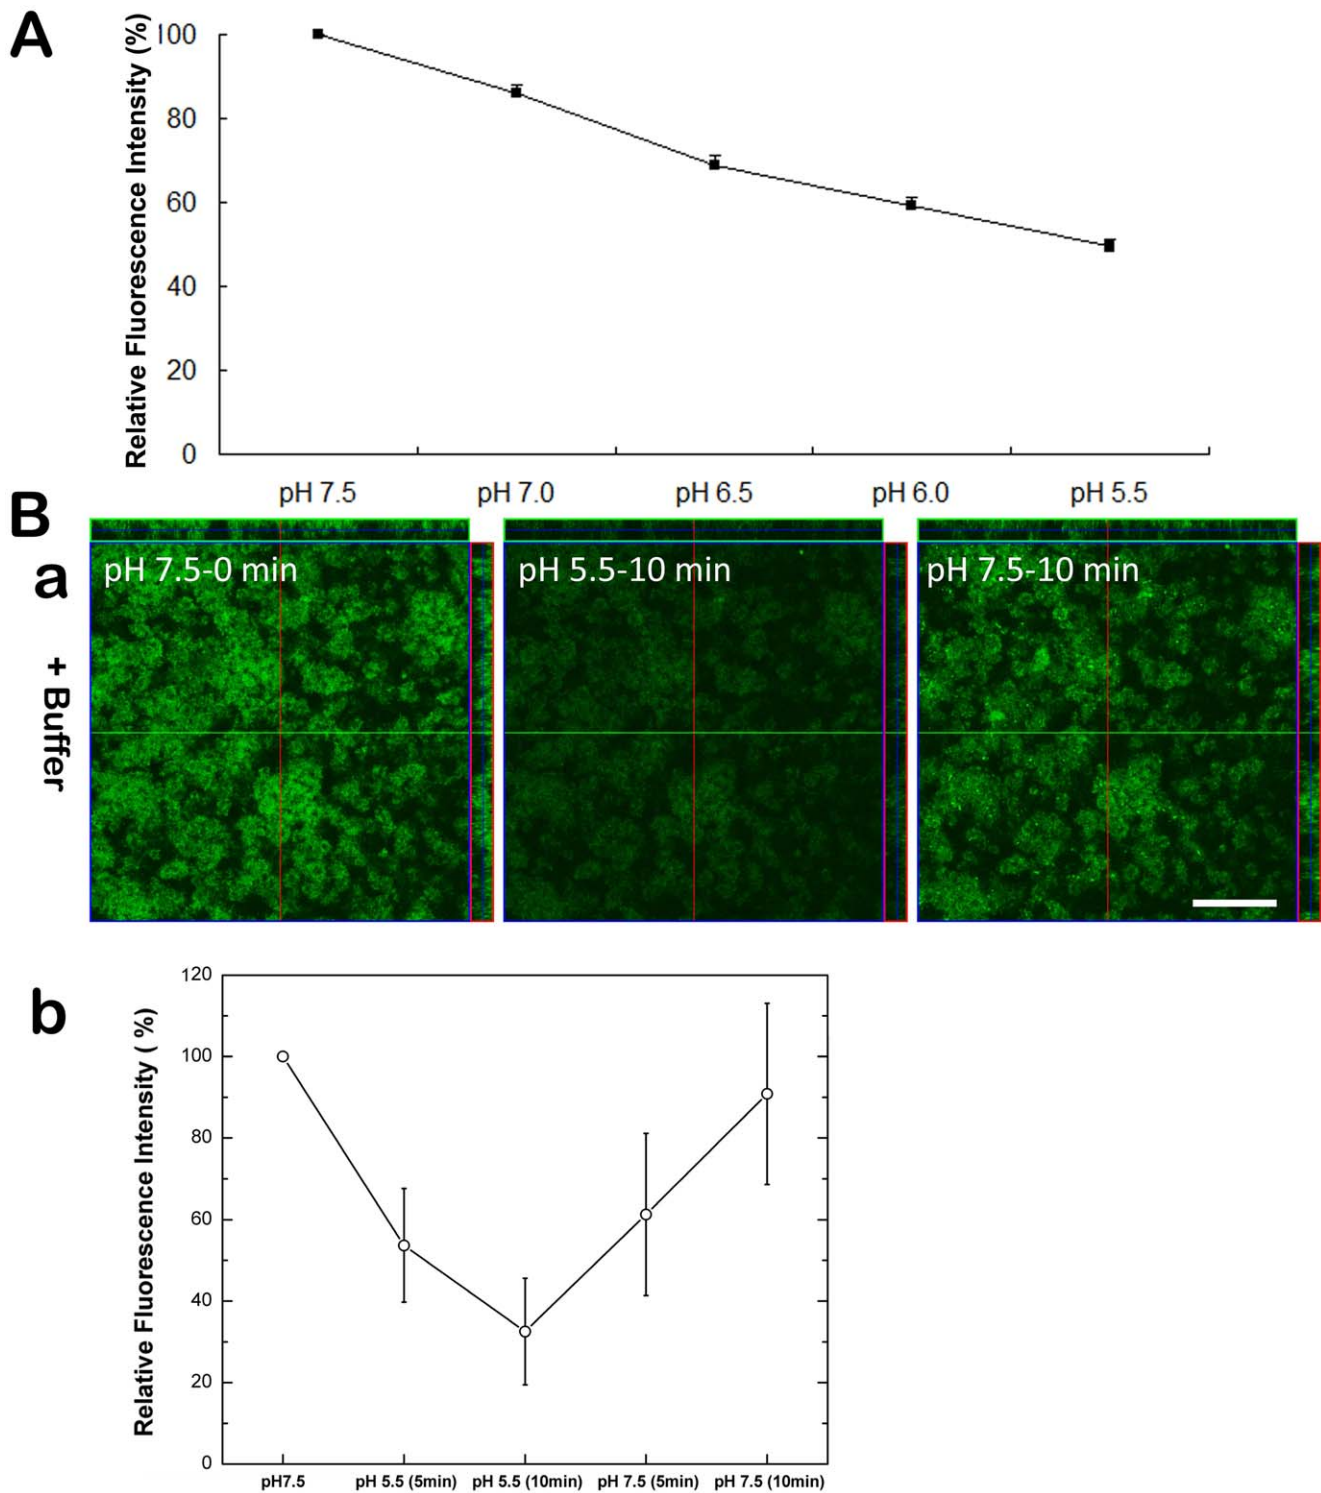 A
Relative Fluorescence Intensity (%)
100
80
60
40
20
0
pH 7.5
pH 7.0
pH 6.5
pH 6.0
pH 5.5
B
a
+ Buffer
pH 7.5-0 min
pH 5.5-10 min
pH 7.5-10 min
b
Relative Fluorescence Intensity ( %)
120
100
80
60
40
20
0
pH7.5
pH 5.5 (5min)
pH 5.5 (10min)
pH 7.5 (5min)
pH 7.5 (10min)